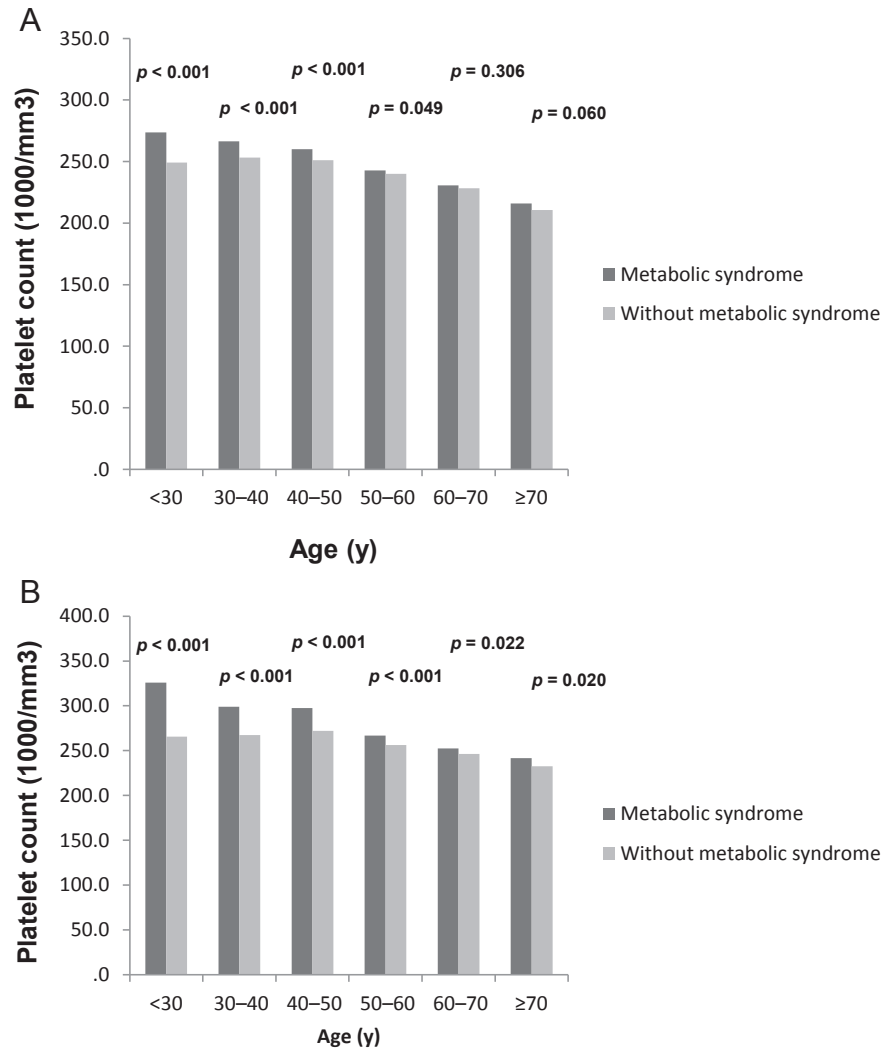 A
350.0
300.0
250.0
200.0
150.0
100.0
50.0
.0
Platelet count (1000/mm3)
p < 0.001
p < 0.001
p < 0.001
p = 0.049
p = 0.306
p = 0.060
<30 30–40 40–50 50–60 60–70 ≥70
Age (y)
Metabolic syndrome
Without metabolic syndrome
B
400.0
350.0
300.0
250.0
200.0
150.0
100.0
50.0
.0
Platelet count (1000/mm3)
p < 0.001
p < 0.001
p < 0.001
p < 0.001
p = 0.022
p = 0.020
<30 30–40 40–50 50–60 60–70 ≥70
Age (y)
Metabolic syndrome
Without metabolic syndrome